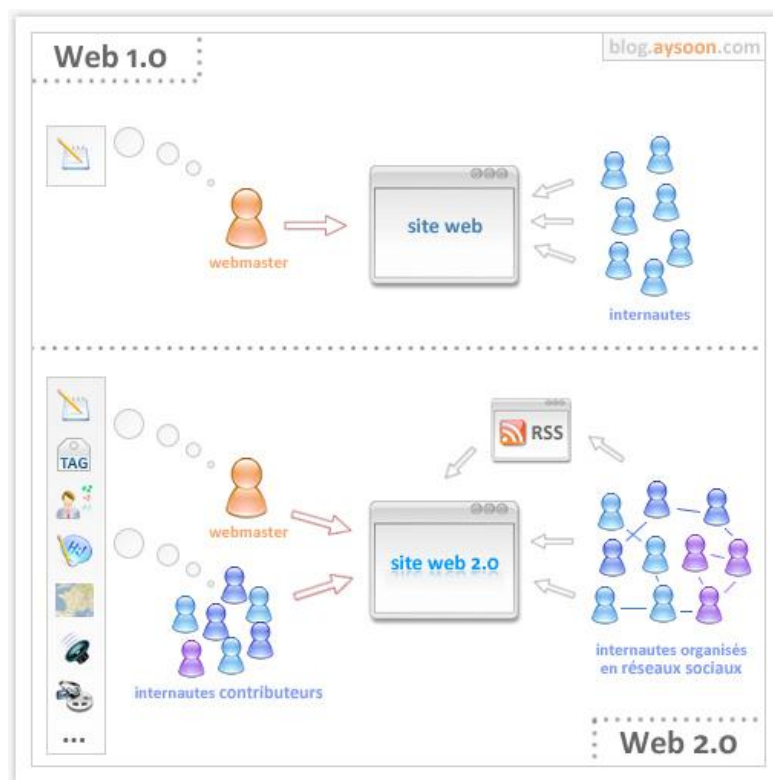 Web 1.0
blog.aysoon.com
site web
webmaster
internautes
RSS
TAG
webmaster
Hi!
site web 2.0
internautes organisés
en réseaux sociaux
internautes contributeurs
...
Web 2.0